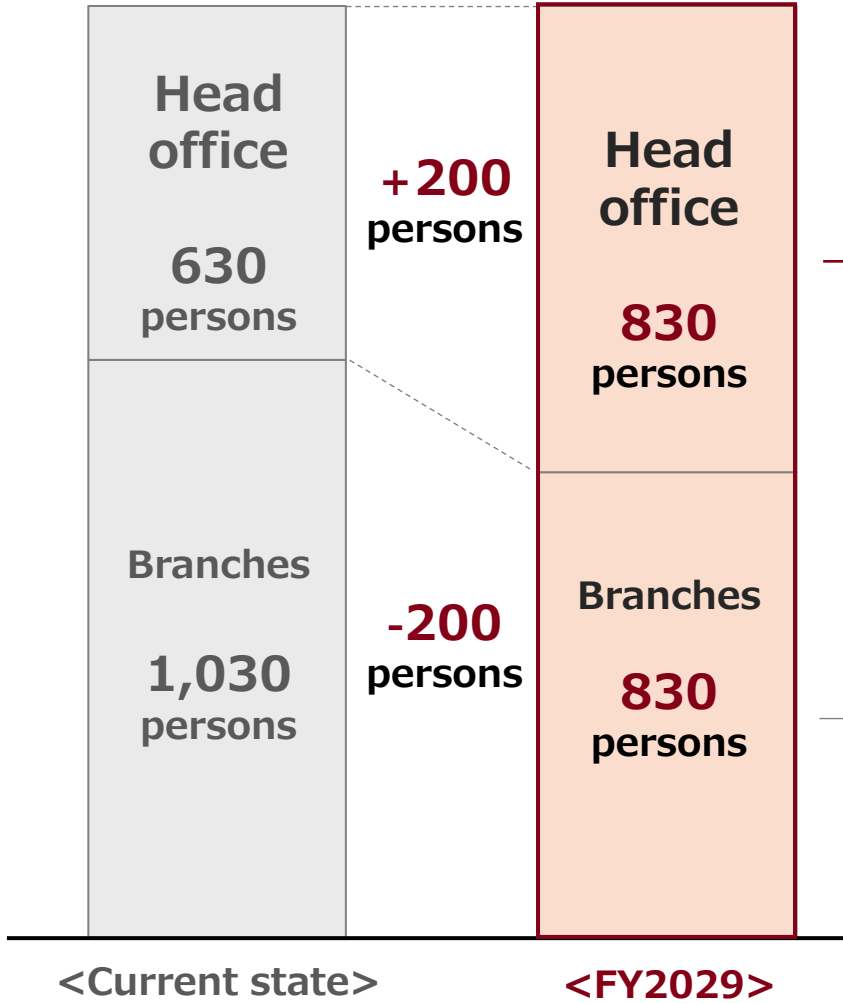 Head
office
630
persons
Branches
1,030
persons
<Current state>
+200
persons
-200
persons
Head
office
830
persons
Branches
830
persons
<FY2029>